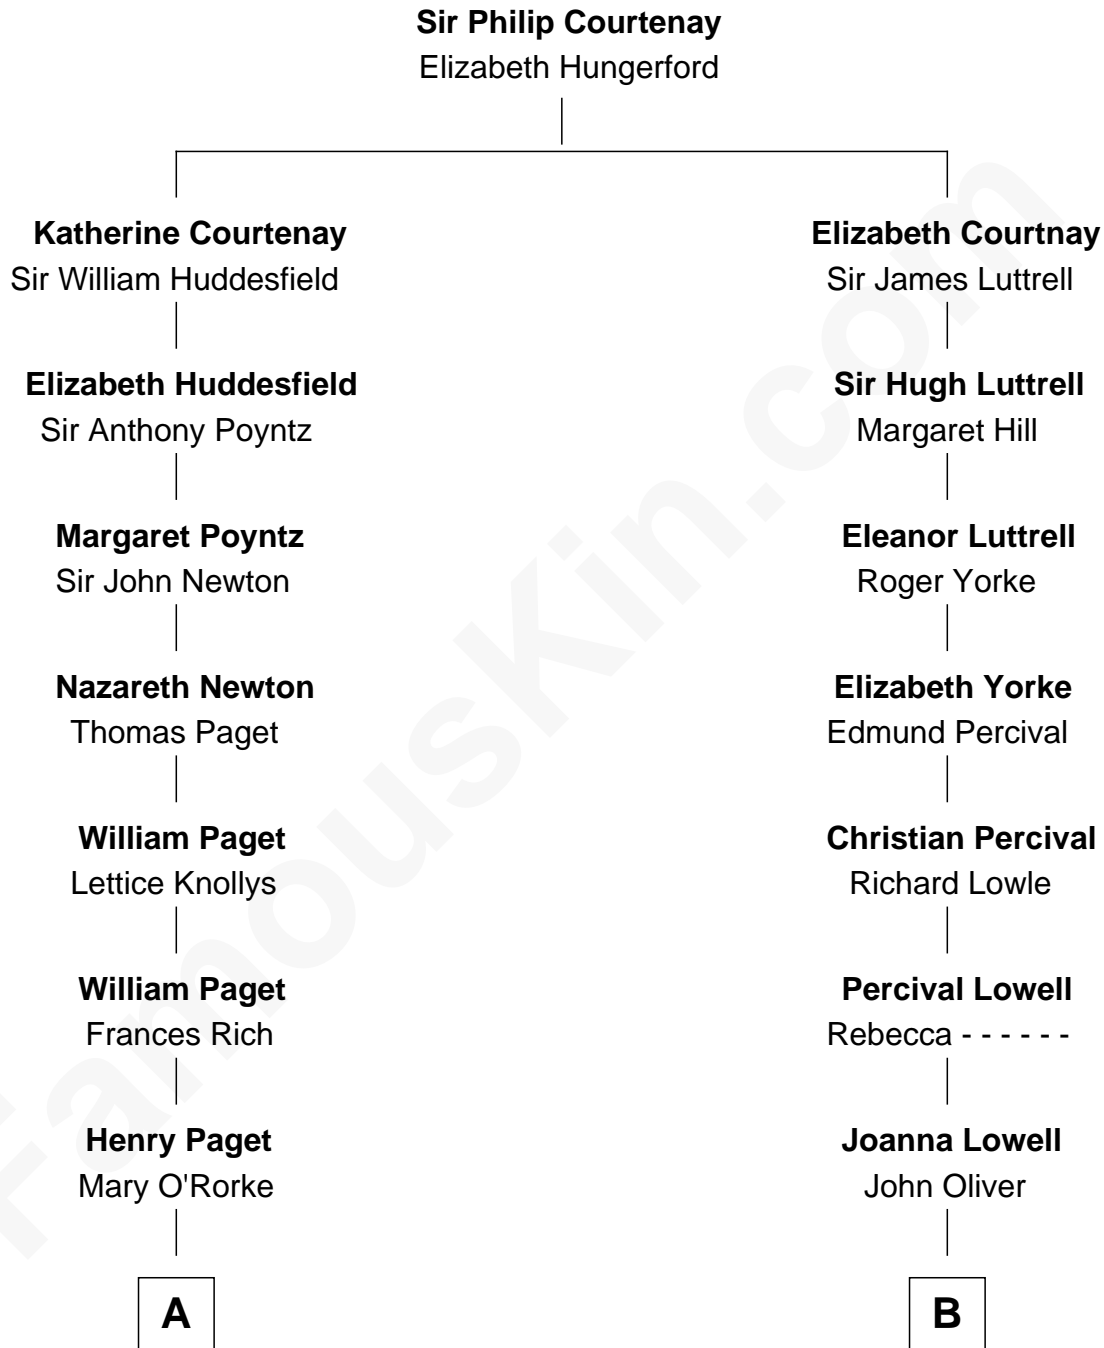 Sir Philip Courtenay
Elizabeth Hungerford
Katherine Courtenay
Sir William Huddesfield
Elizabeth Courtnay
Sir James Luttrell
Elizabeth Huddesfield
Sir Anthony Poyntz
Sir Hugh Luttrell
Margaret Hill
Margaret Poyntz
Sir John Newton
Eleanor Luttrell
Roger Yorke
Nazareth Newton
Thomas Paget
Elizabeth Yorke
Edmund Percival
William Paget
Lettice Knollys
Christian Percival
Richard Lowle
William Paget
Frances Rich
Percival Lowell
Rebecca - - - - - -
Henry Paget
Mary O'Rorke
Joanna Lowell
John Oliver
A
B
FamousKin.com